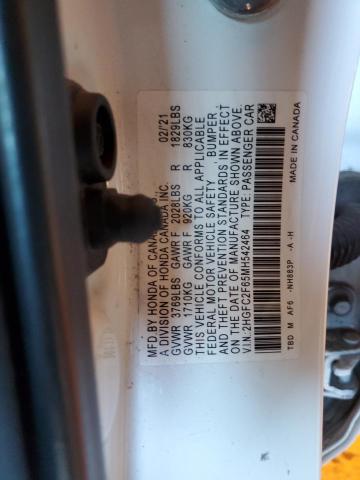 MFD BY HONDA OF CANADA 02/'21
A DIVISION OF HONDA CANADA INC.
GVWR 3769LBS GAWR F 2028LBS R 1829LBS
GVWR 1710KG GAWR F 920KG R 830KG
THIS VEHICLE CONFORMS TO ALL APPLICABLE
FEDERAL MOTOR VEHICLE SAFETY, BUMPER,
AND THEFT PREVENTION STANDARDS IN EFFECT
ON THE DATE OF MANUFACTURE SHOWN ABOVE.
V.I.N.:2HGFC2F65MH542464 TYPE:PASSENGER CAR
TBD M AF6 -NH883P -A -H MADE IN CANADA